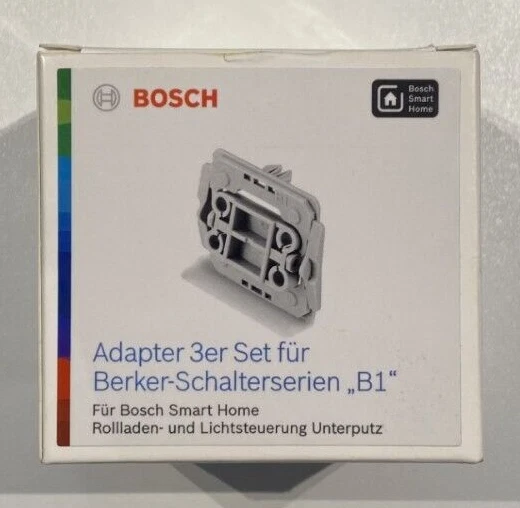 BOSCH
Bosch
Smart
Home
Adapter 3er Set für
Berker-Schalterserien „B1“
Für Bosch Smart Home
Rollladen- und Lichtsteuerung Unterputz